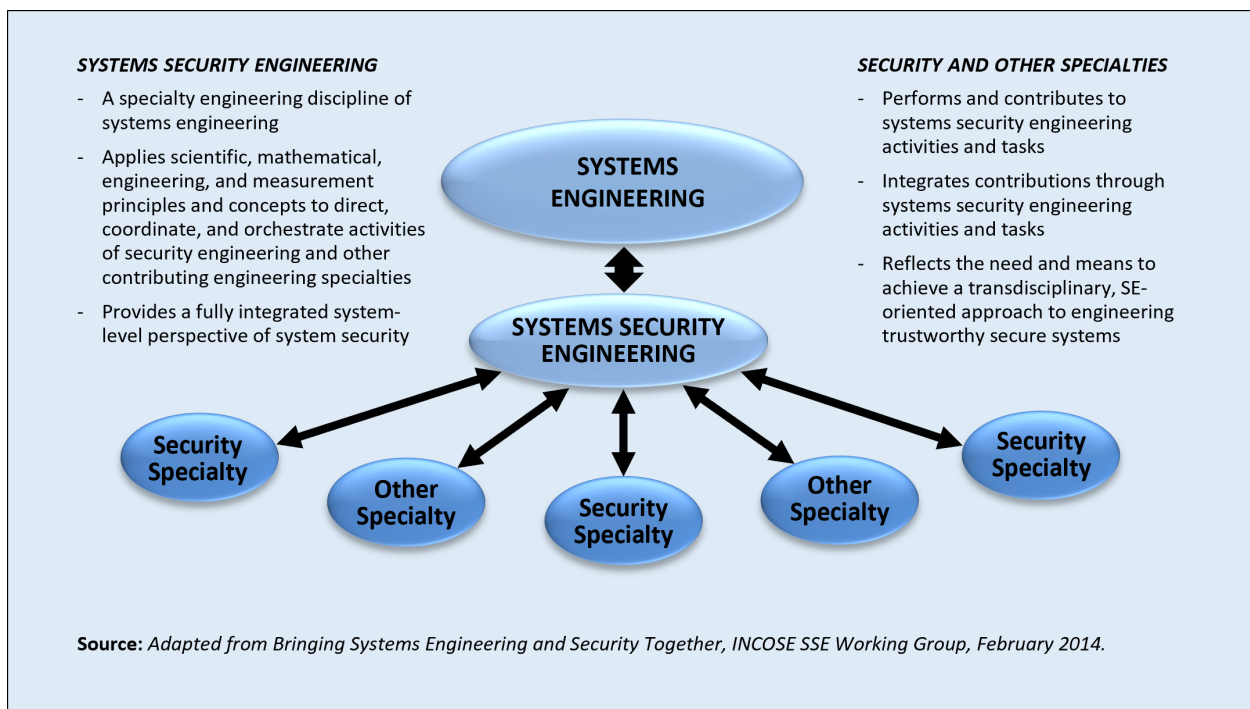 SYSTEMS SECURITY ENGINEERING
- A specialty engineering discipline of
systems engineering
- Applies scientific, mathematical,
engineering, and measurement
principles and concepts to direct,
coordinate, and orchestrate activities
of security engineering and other
contributing engineering specialties
- Provides a fully integrated system-
level perspective of system security
SECURITY AND OTHER SPECIALTIES
- Performs and contributes to
systems security engineering
activities and tasks
- Integrates contributions through
systems security engineering
activities and tasks
- Reflects the need and means to
achieve a transdisciplinary, SE-
oriented approach to engineering
trustworthy secure systems
SYSTEMS
ENGINEERING
SYSTEMS SECURITY
ENGINEERING
Security
Specialty
Other
Specialty
Security
Specialty
Other
Specialty
Security
Specialty
Source: Adapted from Bringing Systems Engineering and Security Together, INCOSE SSE Working Group, February 2014.